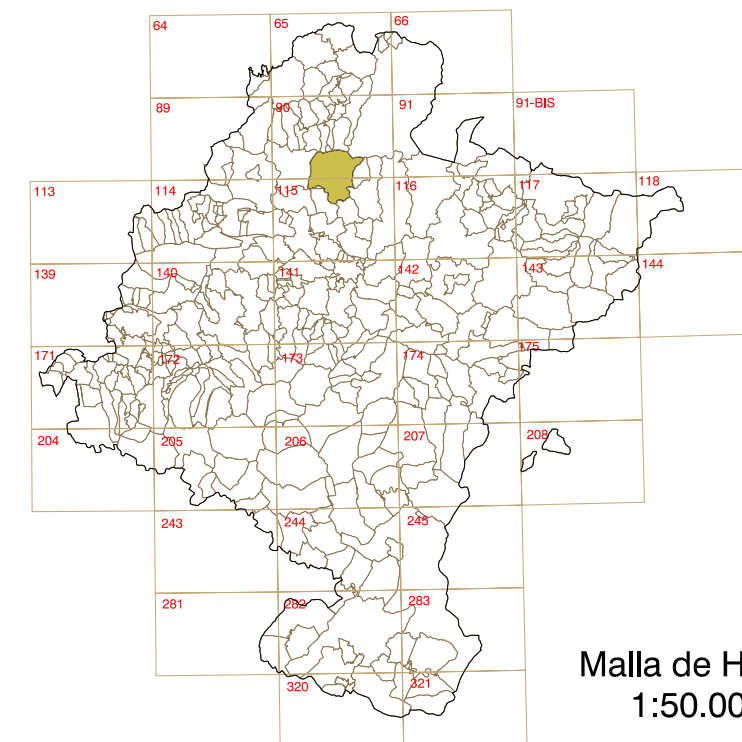 64 65 66
89 90 91 91-BIS
113 114 115 116 117 118
139 140 141 142 143 144
171 172 173 174 175
204 205 206 207 208
243 244 245
281 282 283
320 321
Malla de H
1:50.00